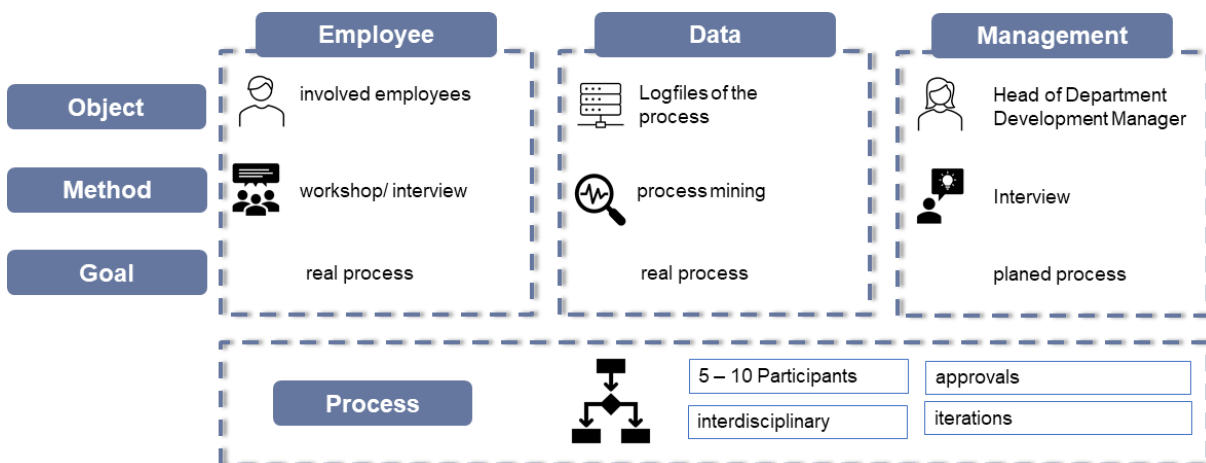 Employee
Data
Management
Object
involved employees
Logfiles of the
process
Head of Department
Development Manager
Method
workshop/ interview
process mining
Interview
Goal
real process
real process
planed process
Process
5 – 10 Participants
approvals
interdisciplinary
iterations